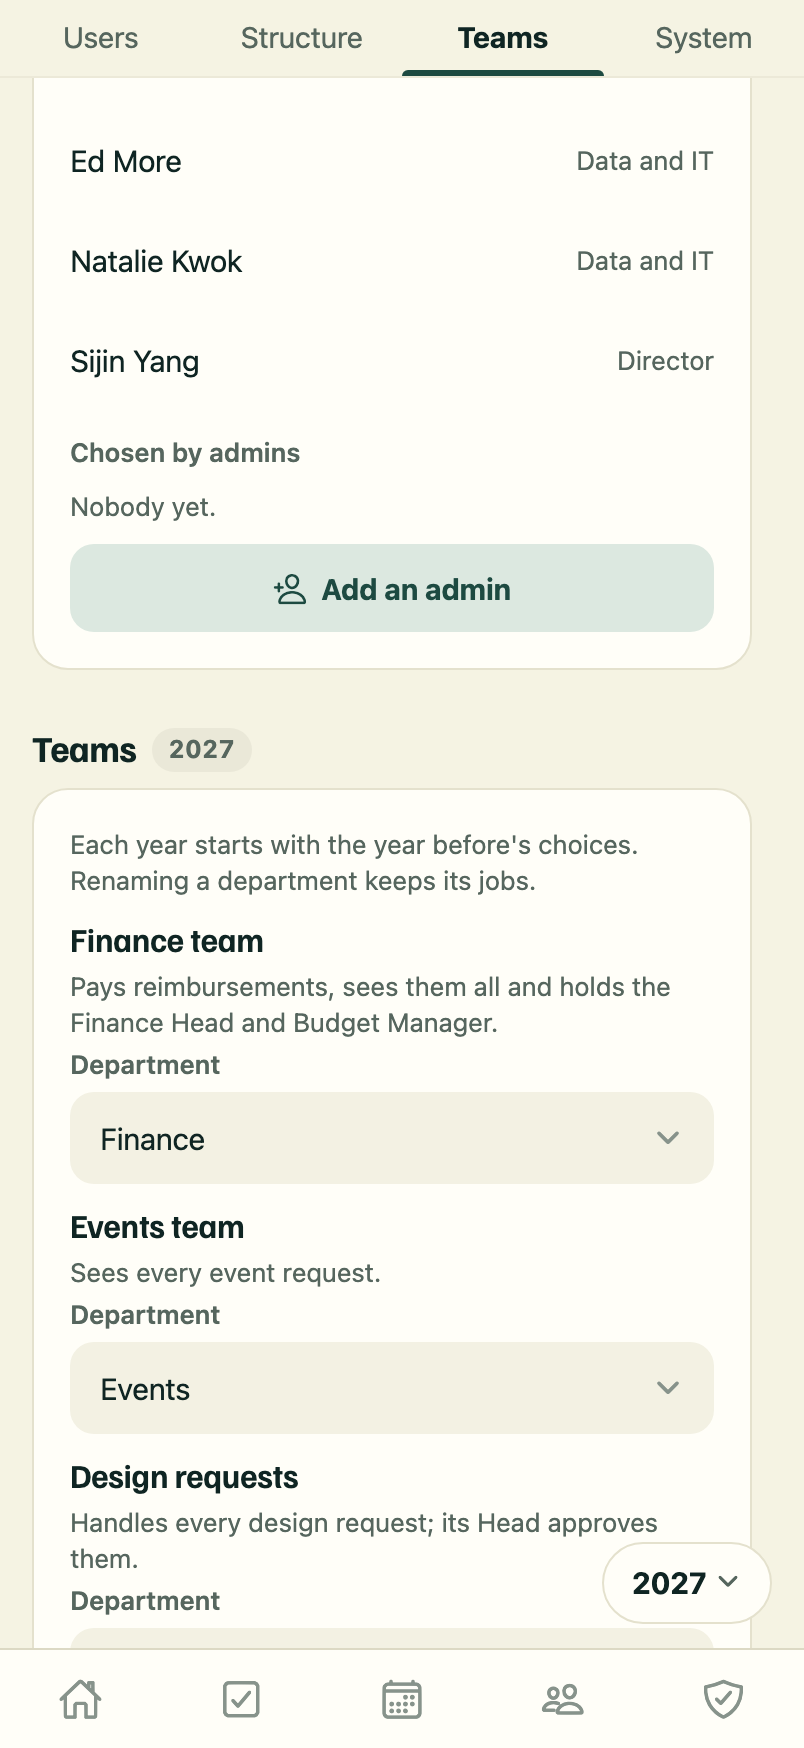 Users
Structure
Teams
System
Ed More
Data and IT
Natalie Kwok
Data and IT
Sijin Yang
Director
Chosen by admins
Nobody yet.
Add an admin
Teams
2027
Each year starts with the year before's choices.
Renaming a department keeps its jobs.
Finance team
Pays reimbursements, sees them all and holds the
Finance Head and Budget Manager.
Department
Finance
Events team
Sees every event request.
Department
Events
Design requests
Handles every design request; its Head approves
them.
Department
2027